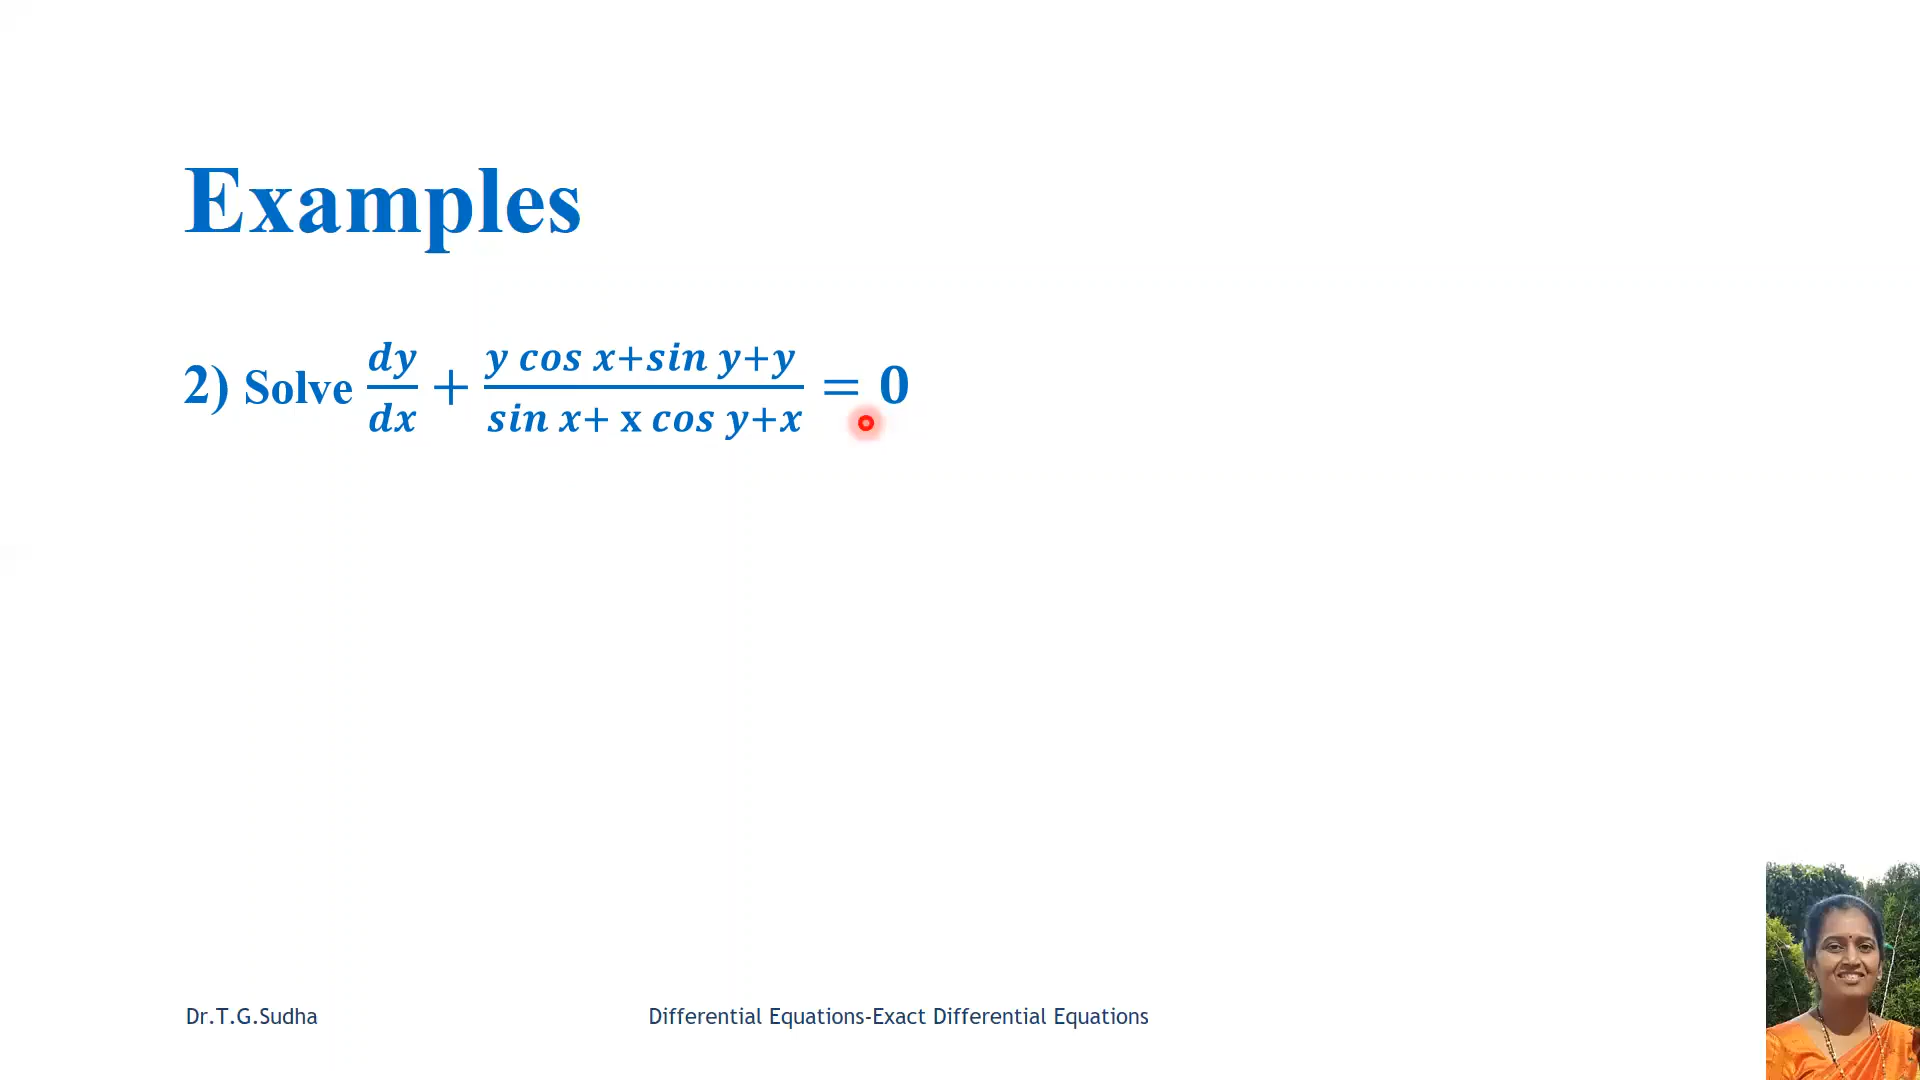 Examples
2) Solve dy/dx + (y cos x+sin y+y)/(sin x+ x cos y+x) = 0
Dr.T.G.Sudha
Differential Equations-Exact Differential Equations